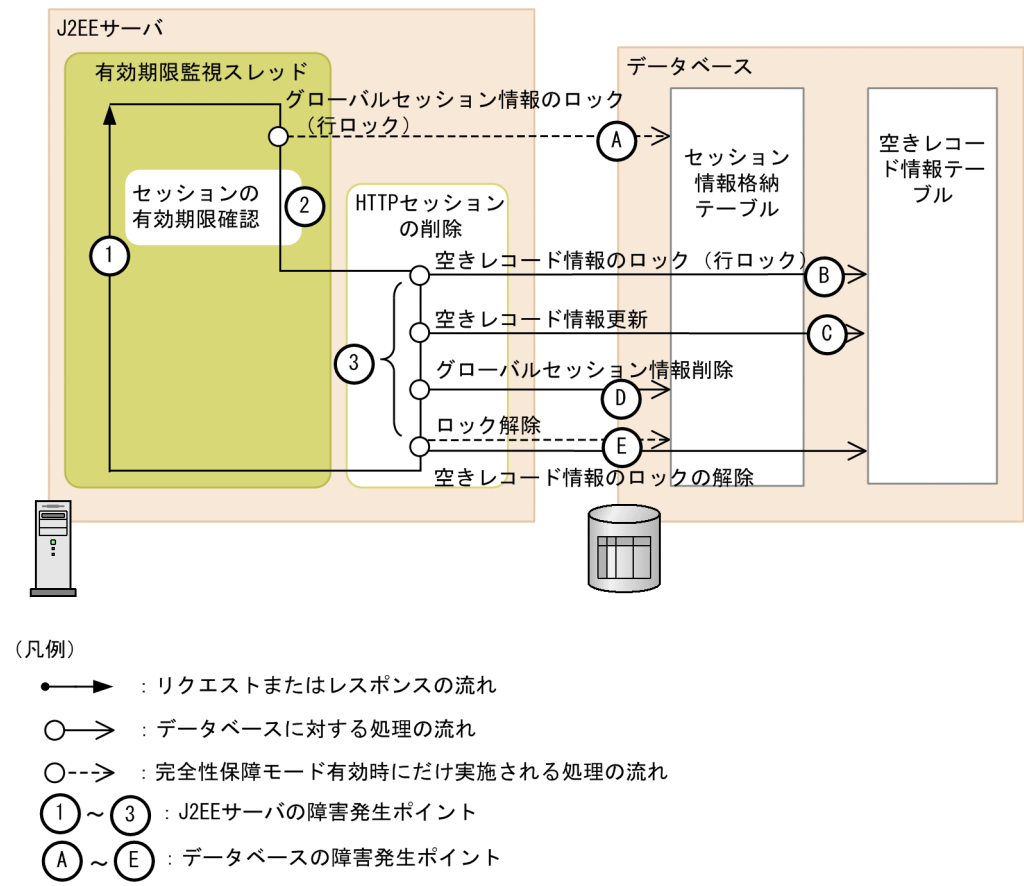 J2EEサーバ
有効期限監視スレッド
データベース
グローバルセッション情報のロック
（行ロック）
A
セッション
情報格納
テーブル
空きレコー
ド情報テー
ブル
セッションの
有効期限確認
2
HTTPセッション
の削除
1
空きレコード情報のロック（行ロック）
B
空きレコード情報更新
C
3
グローバルセッション情報削除
D
ロック解除
E
空きレコード情報のロックの解除
（凡例）
：リクエストまたはレスポンスの流れ
：データベースに対する処理の流れ
：完全性保障モード有効時にだけ実施される処理の流れ
1～3：J2EEサーバの障害発生ポイント
A～E：データベースの障害発生ポイント